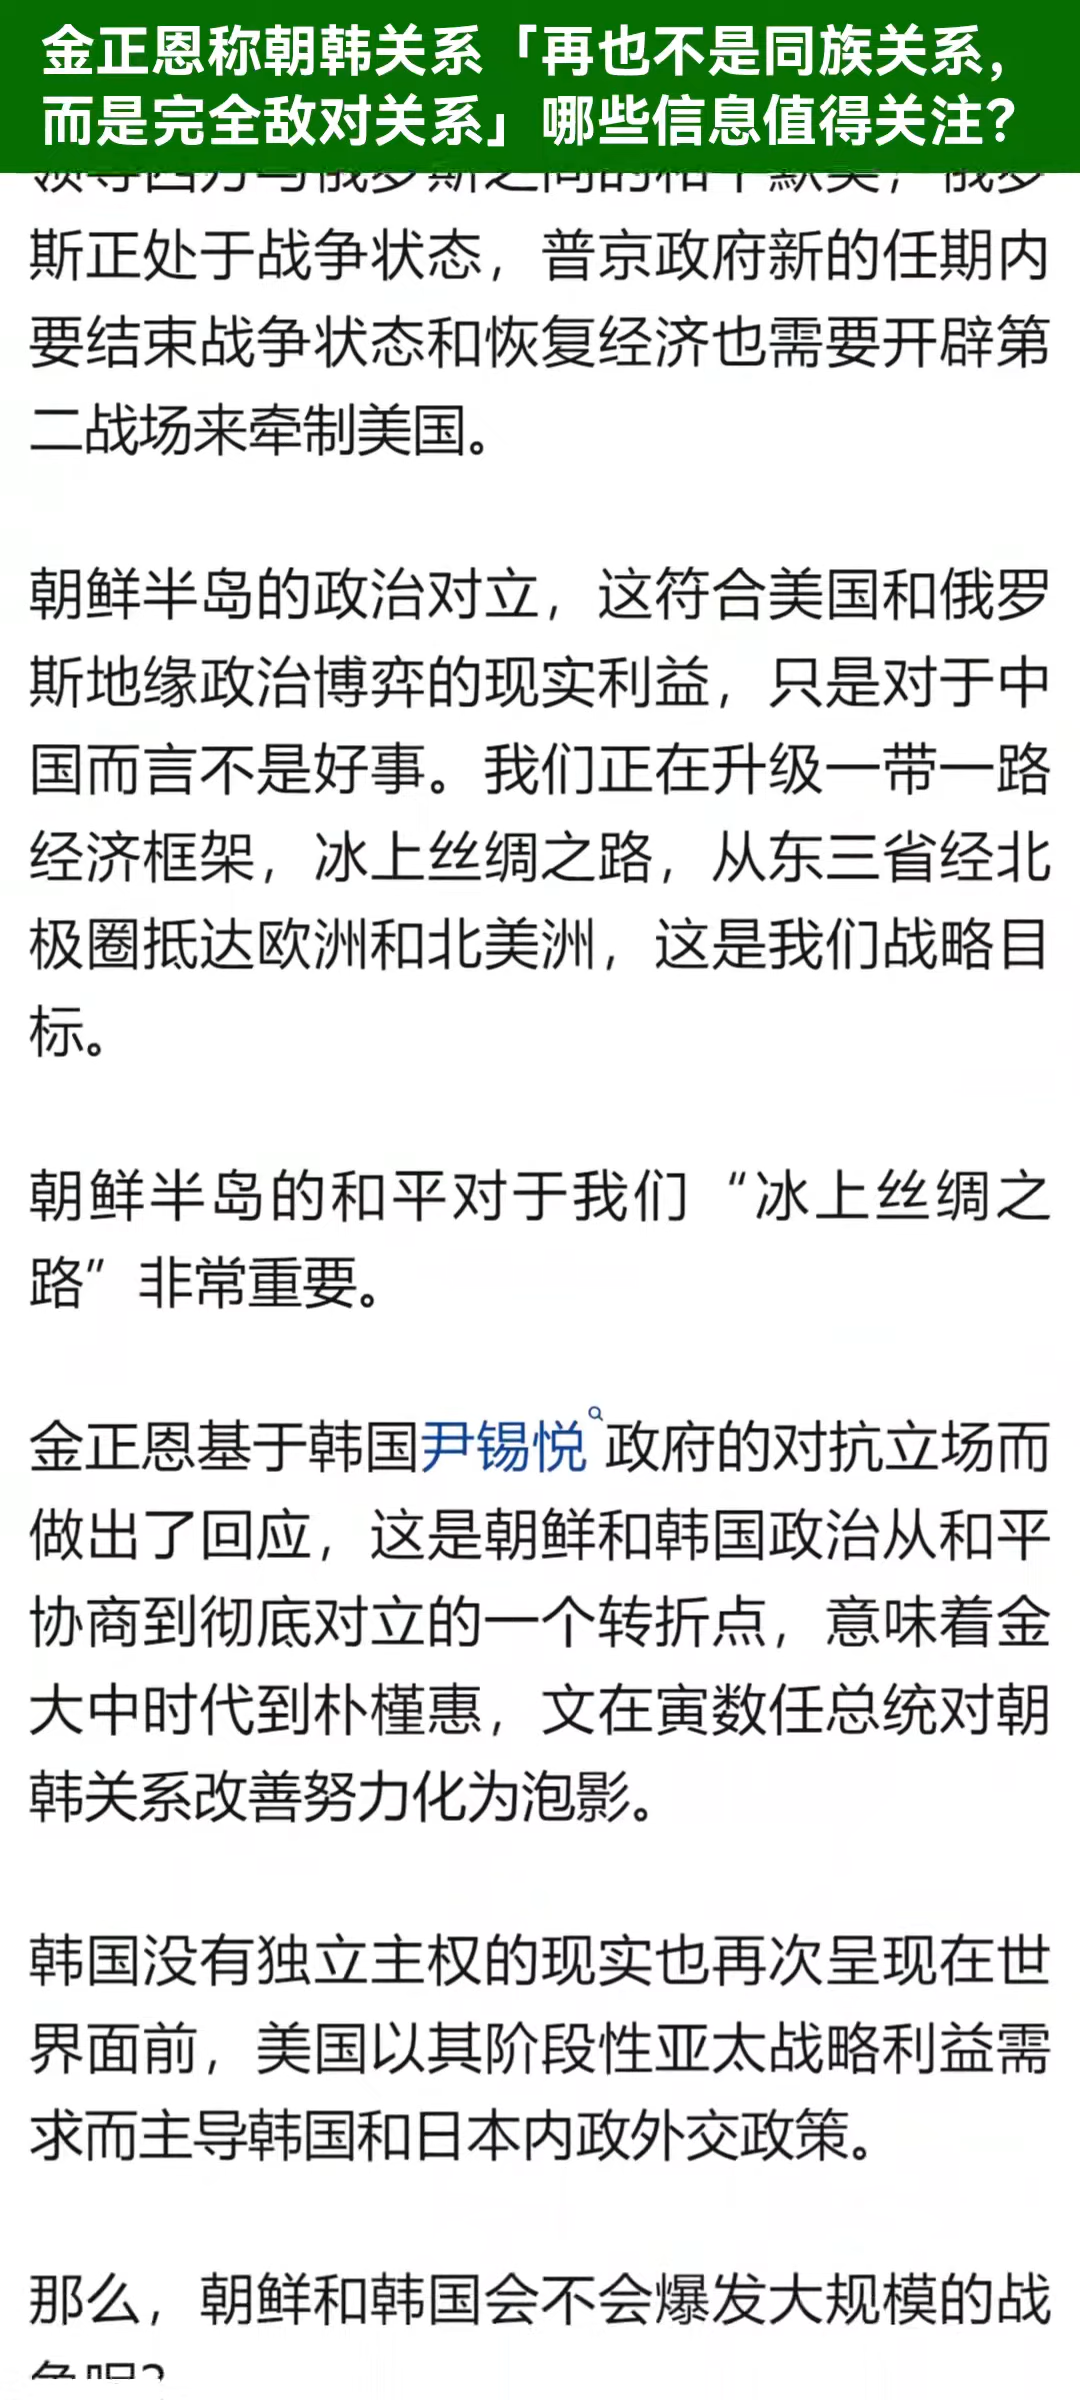 金正恩称朝韩关系「再也不是同族关系，
而是完全敌对关系」哪些信息值得关注？
斯正处于战争状态，普京政府新的任期内
要结束战争状态和恢复经济也需要开辟第
二战场来牵制美国。
朝鲜半岛的政治对立，这符合美国和俄罗
斯地缘政治博弈的现实利益，只是对于中
国而言不是好事。我们正在升级一带一路
经济框架，冰上丝绸之路，从东三省经北
极圈抵达欧洲和北美洲，这是我们战略目
标。
朝鲜半岛的和平对于我们“冰上丝绸之
路”非常重要。
金正恩基于韩国尹锡悦政府的对抗立场而
做出了回应，这是朝鲜和韩国政治从和平
协商到彻底对立的一个转折点，意味着金
大中时代到朴槿惠，文在寅数任总统对朝
韩关系改善努力化为泡影。
韩国没有独立主权的现实也再次呈现在世
界面前，美国以其阶段性亚太战略利益需
求而主导韩国和日本内政外交政策。
那么，朝鲜和韩国会不会爆发大规模的战